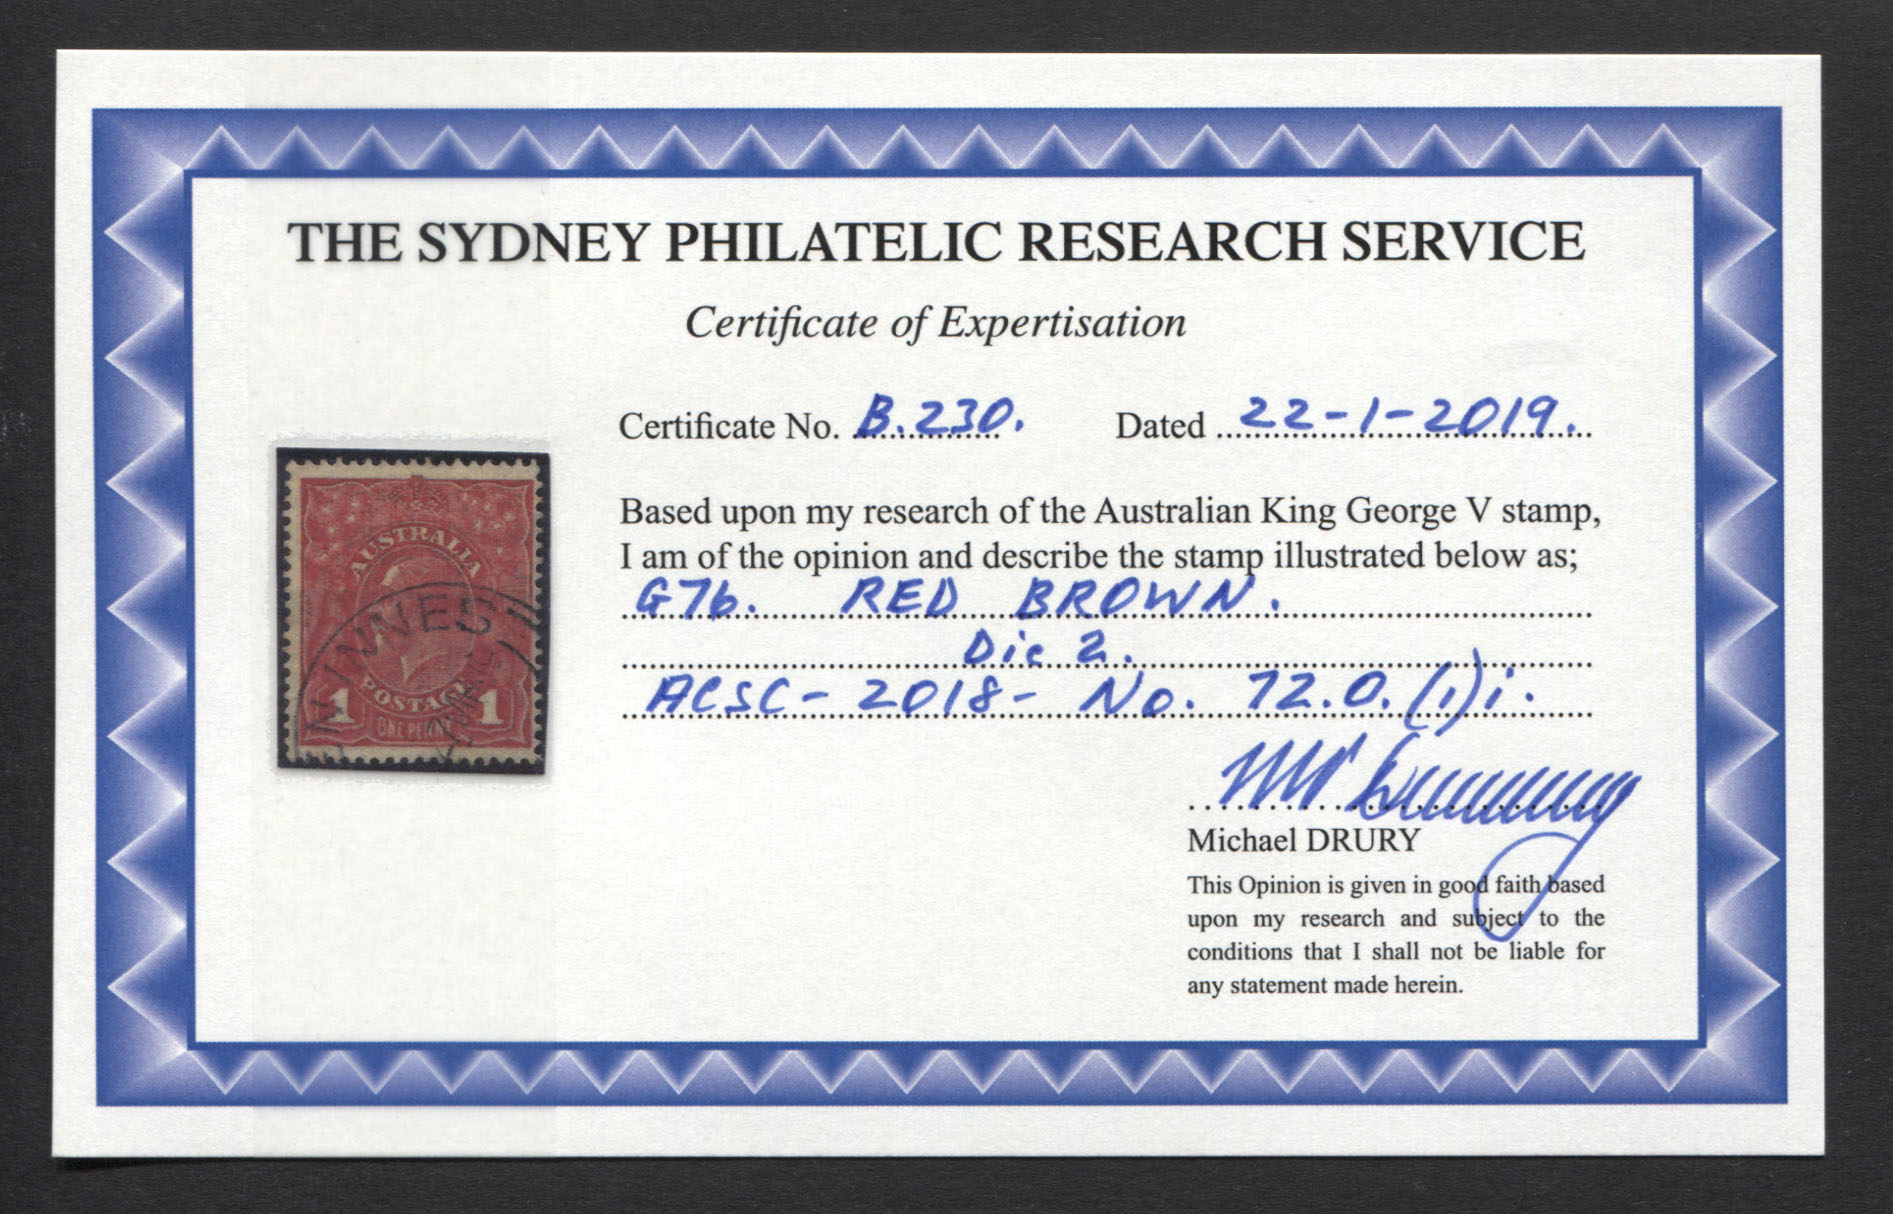 THE SYDNEY PHILATELIC RESEARCH SERVICE
Certificate of Expertisation
Certificate No. B.230. Dated 22-1-2019.
Based upon my research of the Australian King George V stamp,
I am of the opinion and describe the stamp illustrated below as;
G76. RED BROWN.
Die 2.
ACSC-2018- No. 72.O.(1)i.
AUSTRALIA
N INNES
POSTAGE
1 1
ONE PENNY
Michael DRURY
This Opinion is given in good faith based
upon my research and subject to the
conditions that I shall not be liable for
any statement made herein.